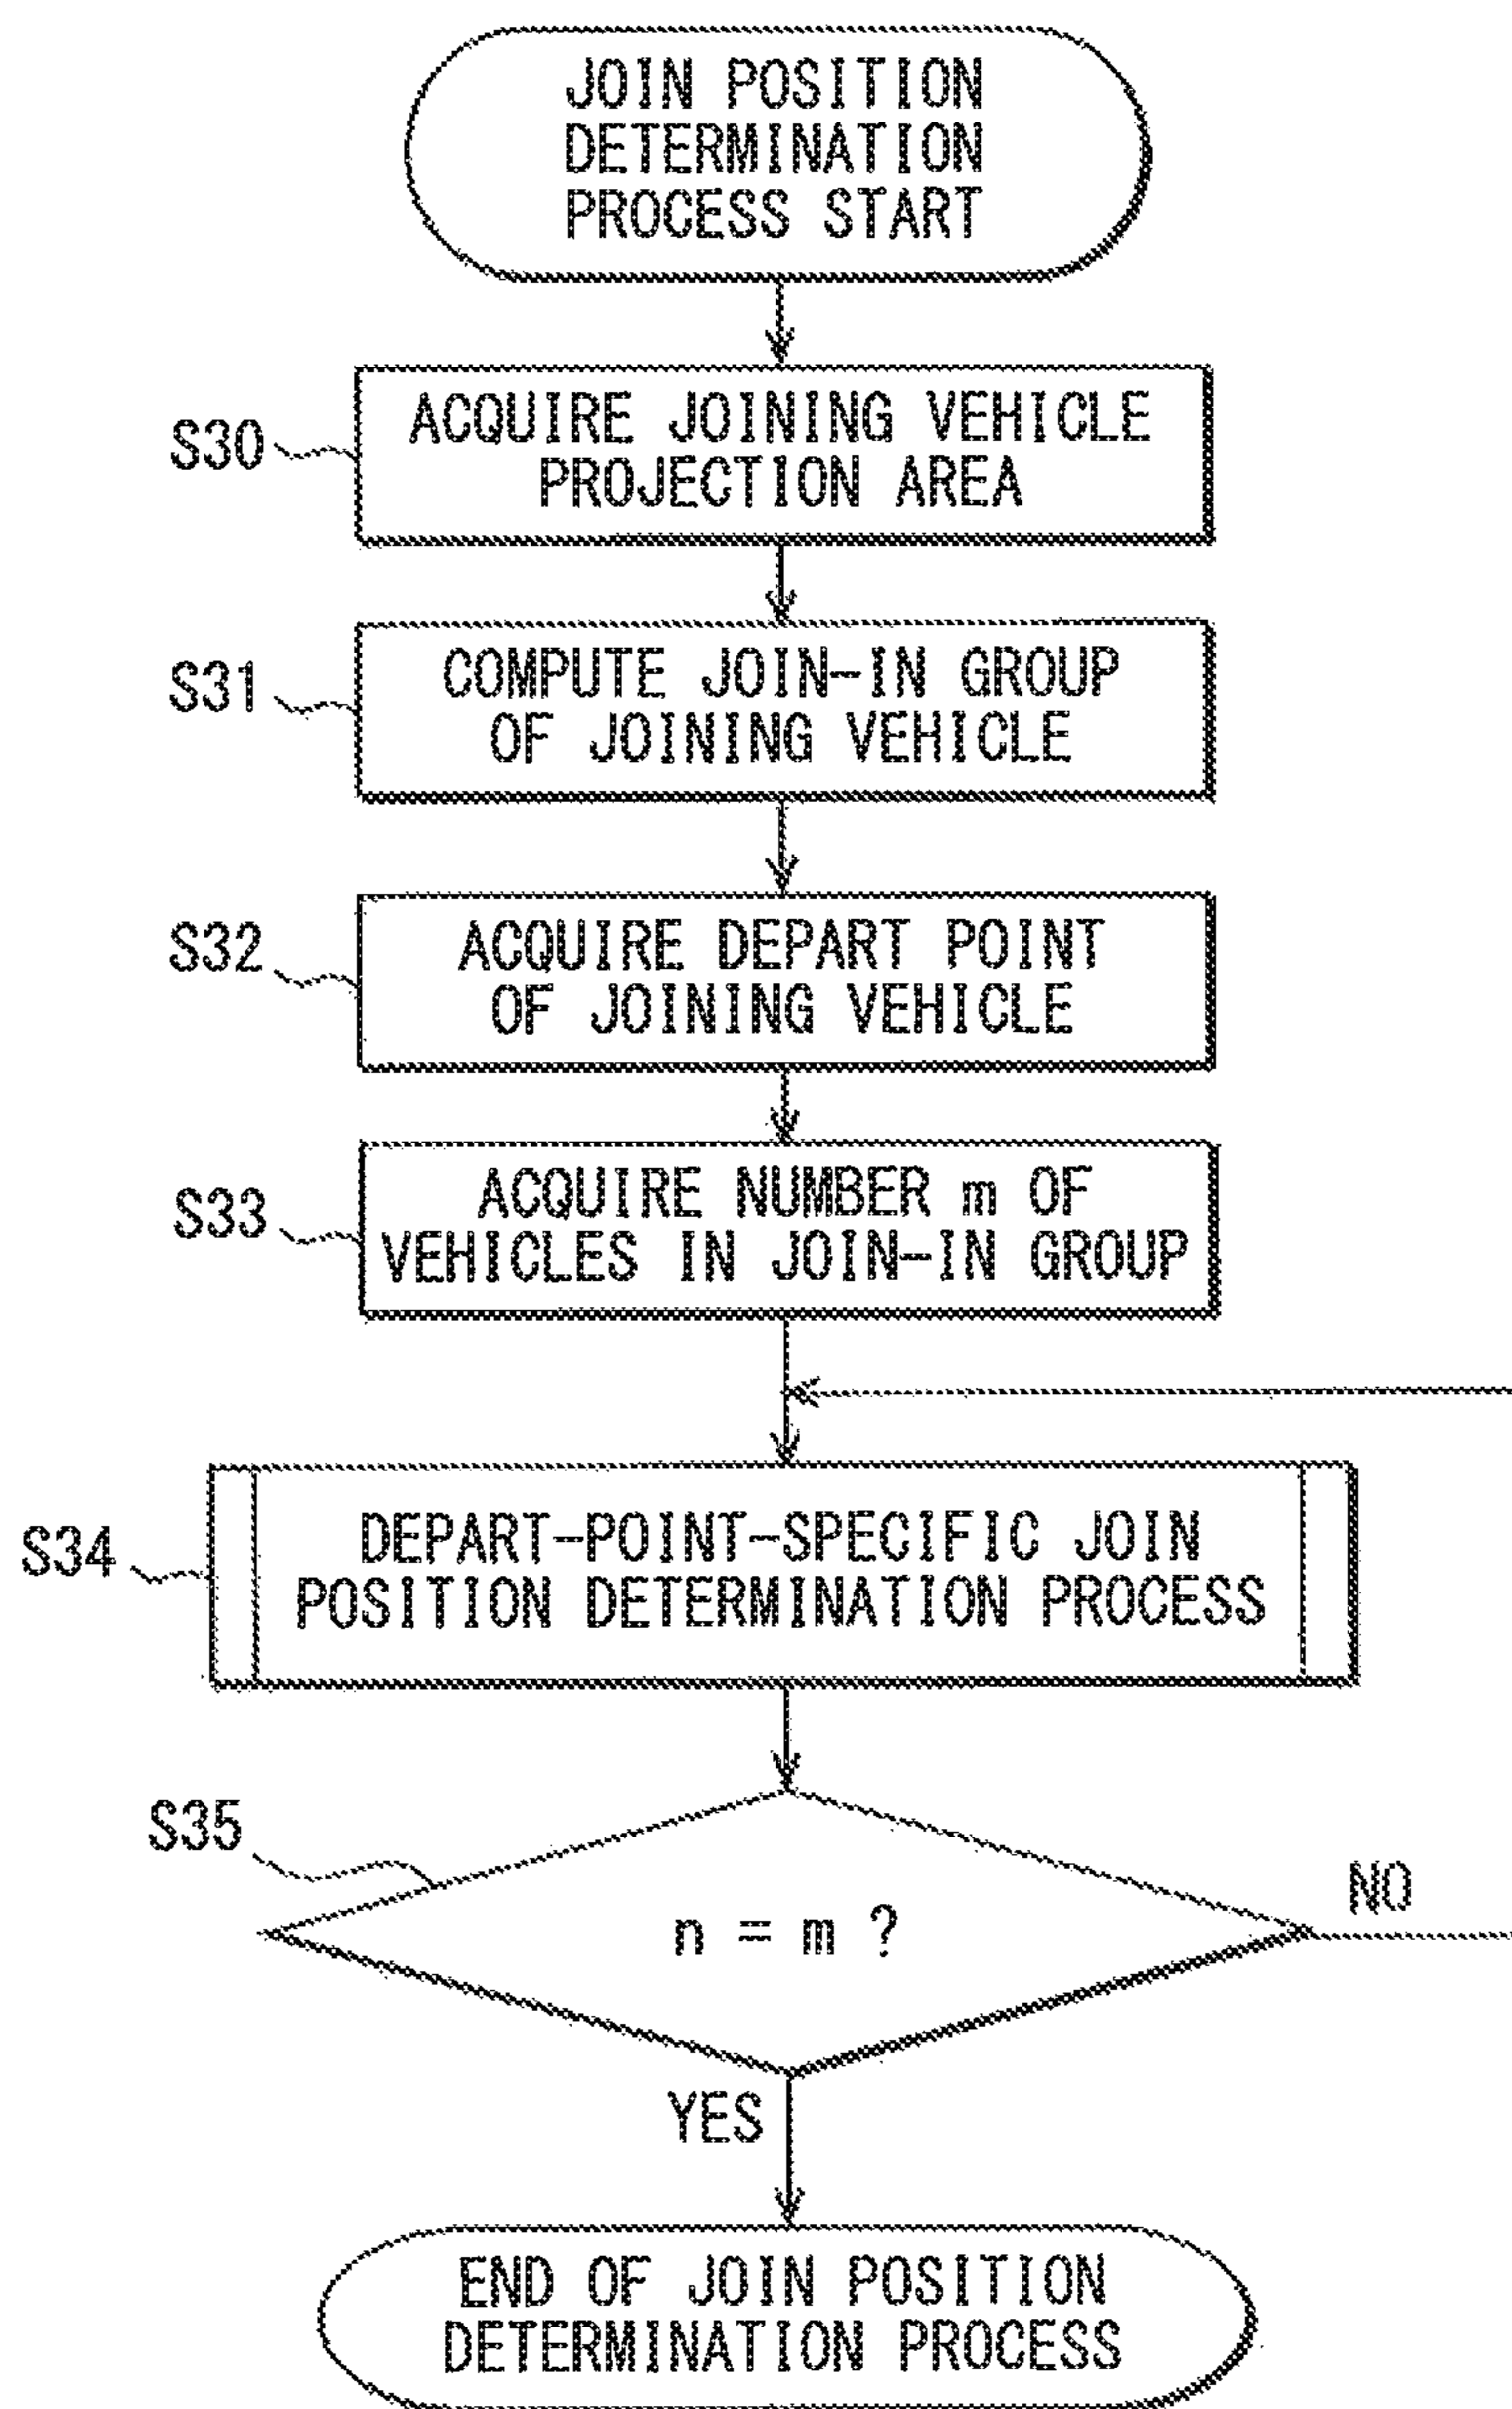 JOIN POSITION
DETERMINATION
PROCESS START
S30
ACQUIRE JOINING VEHICLE
PROJECTION AREA
S31
COMPUTE JOIN-IN GROUP
OF JOINING VEHICLE
S32
ACQUIRE DEPART POINT
OF JOINING VEHICLE
S33
ACQUIRE NUMBER m OF
VEHICLES IN JOIN-IN GROUP
S34
DEPART-POINT-SPECIFIC JOIN
POSITION DETERMINATION PROCESS
S35
n = m ?
NO
YES
END OF JOIN POSITION
DETERMINATION PROCESS